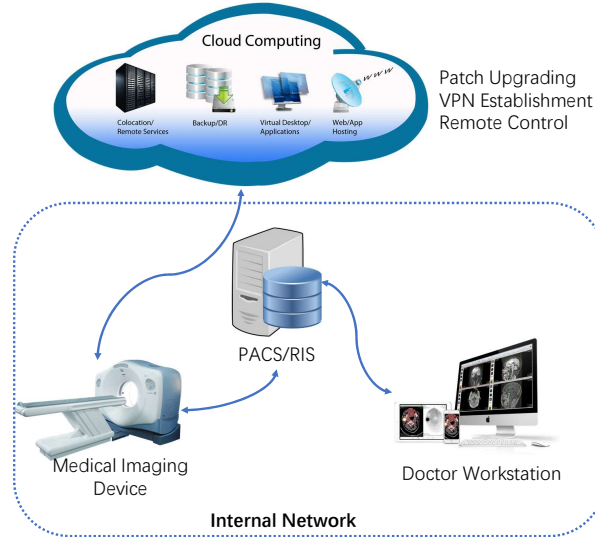 Cloud Computing
Colocation/
Remote Services
Backup/DR
Virtual Desktop/
Applications
Web/App
Hosting
Patch Upgrading
VPN Establishment
Remote Control
PACS/RIS
Medical Imaging
Device
Doctor Workstation
Internal Network